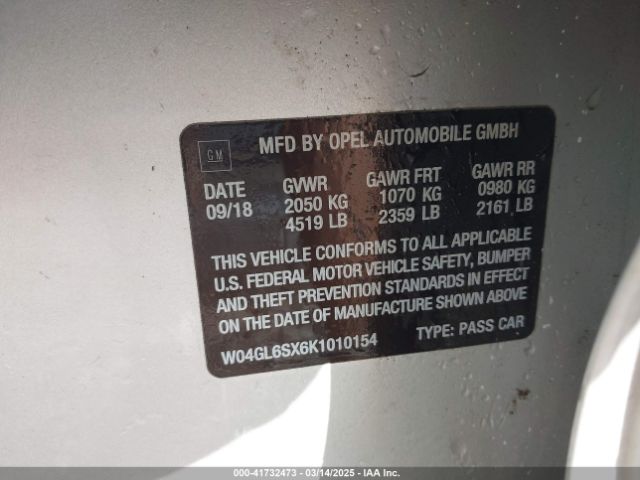 GM
MFD BY OPEL AUTOMOBILE GMBH
DATE GVWR GAWR FRT GAWR RR
09/18 2050 KG 1070 KG 0980 KG
4519 LB 2359 LB 2161 LB
THIS VEHICLE CONFORMS TO ALL APPLICABLE
U.S. FEDERAL MOTOR VEHICLE SAFETY, BUMPER
AND THEFT PREVENTION STANDARDS IN EFFECT
ON THE DATE OF MANUFACTURE SHOWN ABOVE
W04GL6SX6K1010154 TYPE: PASS CAR
000-41732473 - 03/14/2025 - IAA Inc.